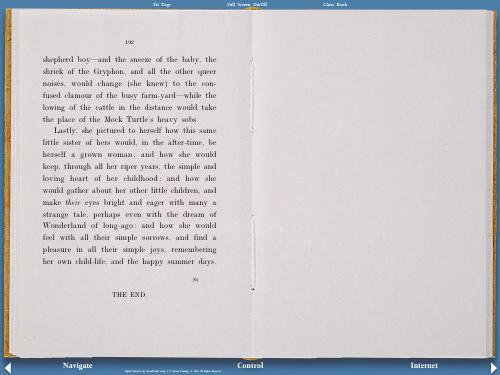 Fit Page Full Screen On/Off Close Book
192
shepherd boy—and the sneeze of the baby, the
shriek of the Gryphon, and all the other queer
noises, would change (she knew) to the con-
fused clamour of the busy farm-yard—while the
lowing of the cattle in the distance would take
the place of the Mock Turtle's heavy sobs.
Lastly, she pictured to herself how this same
little sister of hers would, in the after-time, be
herself a grown woman; and how she would
keep, through all her riper years, the simple and
loving heart of her childhood: and how she
would gather about her other little children, and
make their eyes bright and eager with many a
strange tale, perhaps even with the dream of
Wonderland of long-ago: and how she would
feel with all their simple sorrows, and find a
pleasure in all their simple joys, remembering
her own child-life, and the happy summer days.
THE END.
Navigate Control Internet